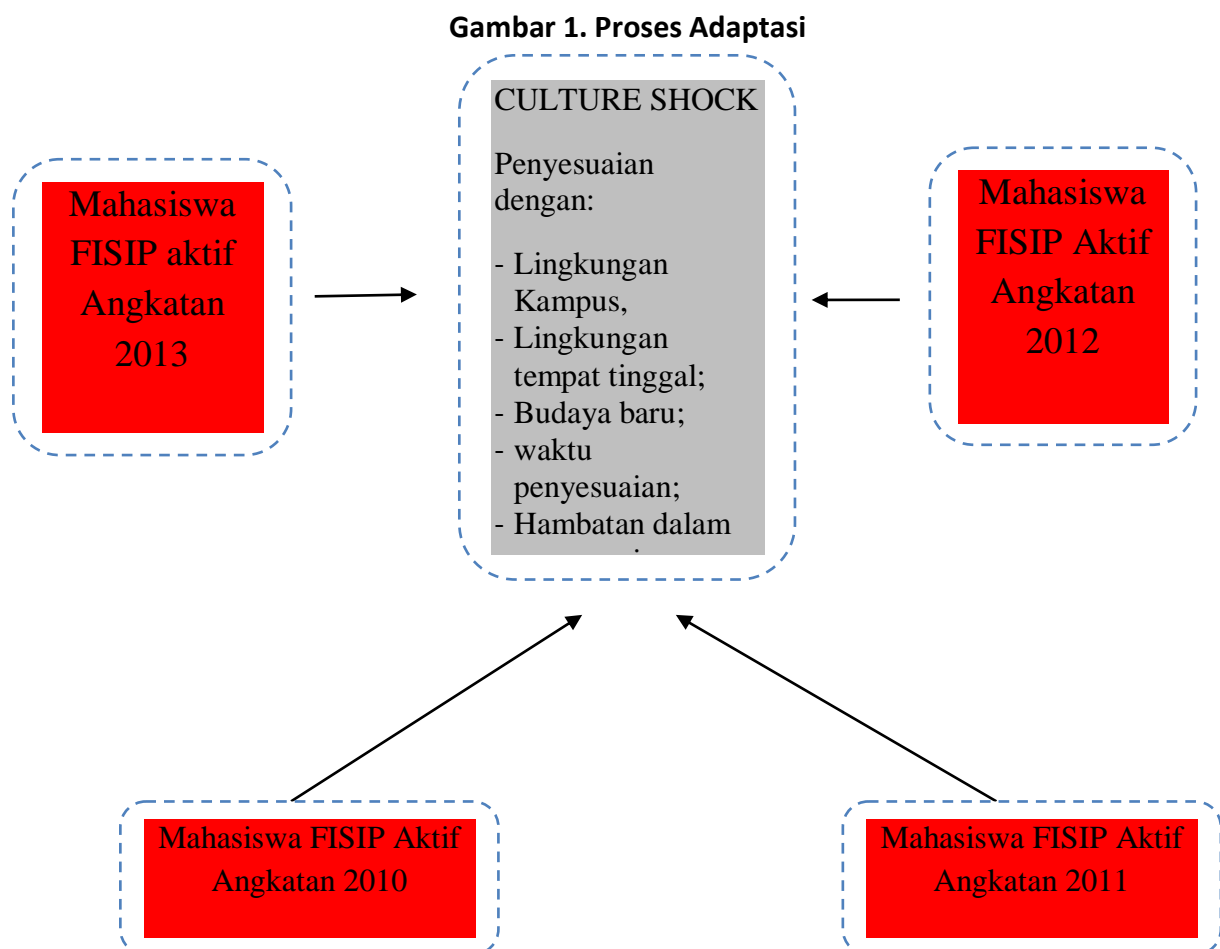 Gambar 1. Proses Adaptasi
CULTURE SHOCK
Penyesuaian
dengan:
- Lingkungan
Kampus,
- Lingkungan
tempat tinggal;
- Budaya baru;
- waktu
penyesuaian;
- Hambatan dalam
Mahasiswa
FISIP aktif
Angkatan
2013
Mahasiswa
FISIP Aktif
Angkatan
2012
Mahasiswa FISIP Aktif
Angkatan 2010
Mahasiswa FISIP Aktif
Angkatan 2011